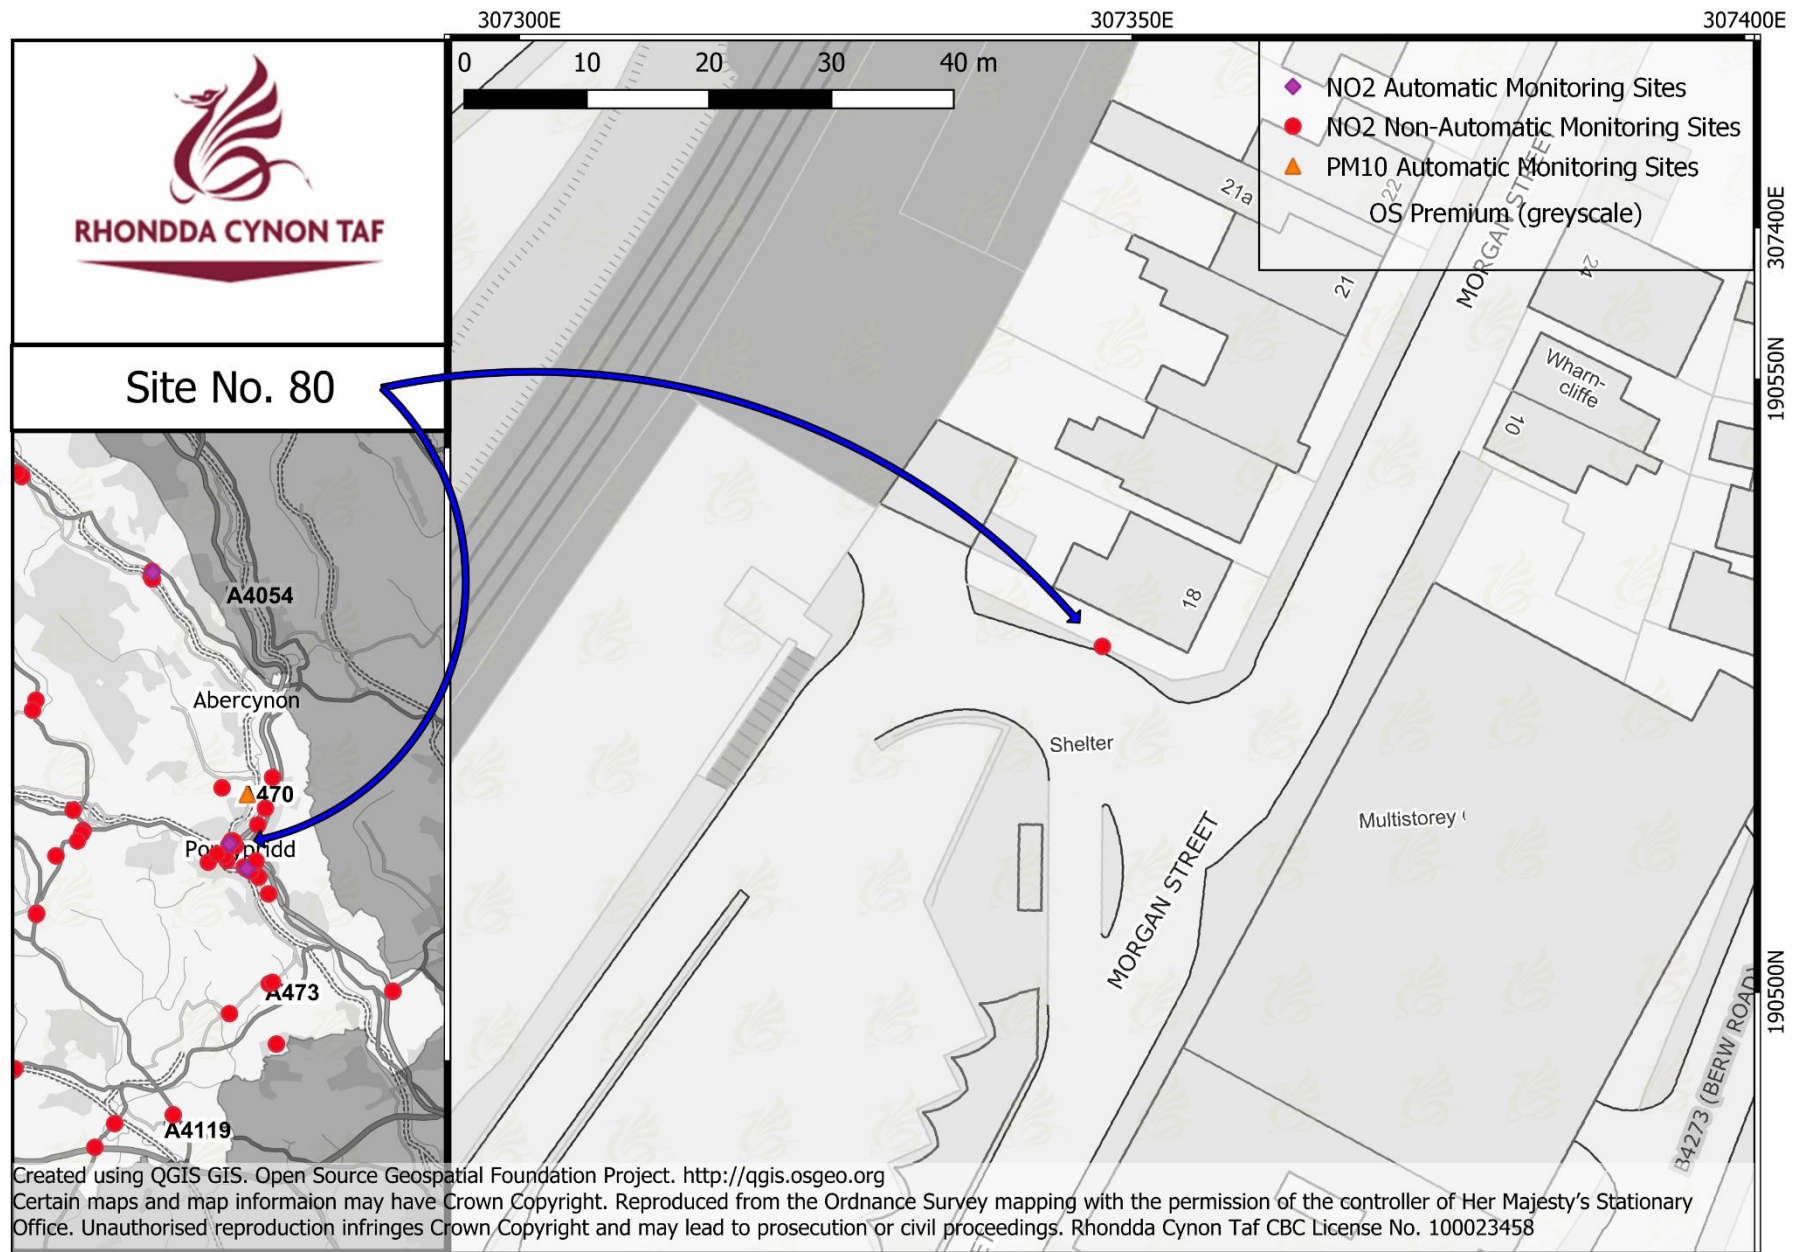 307300E
307350E
307400E
RHONDDA CYNON TAF
Site No. 80
0 10 20 30 40 m
NO2 Automatic Monitoring Sites
NO2 Non-Automatic Monitoring Sites
PM10 Automatic Monitoring Sites
OS Premium (greyscale)
307400E
190550N
190500N
21a
22
21
MORGAN STREET
24
Wharn-
cliffe
10
18
Shelter
Multistorey
MORGAN STREET
B4273 (BERW ROAD)
A4054
Abercynon
A470
Pontypridd
A473
A4119
Created using QGIS GIS. Open Source Geospatial Foundation Project. http://qgis.osgeo.org
Certain maps and map informaion may have Crown Copyright. Reproduced from the Ordnance Survey mapping with the permission of the controller of Her Majesty's Stationary
Office. Unauthorised reproduction infringes Crown Copyright and may lead to prosecution or civil proceedings. Rhondda Cynon Taf CBC License No. 100023458